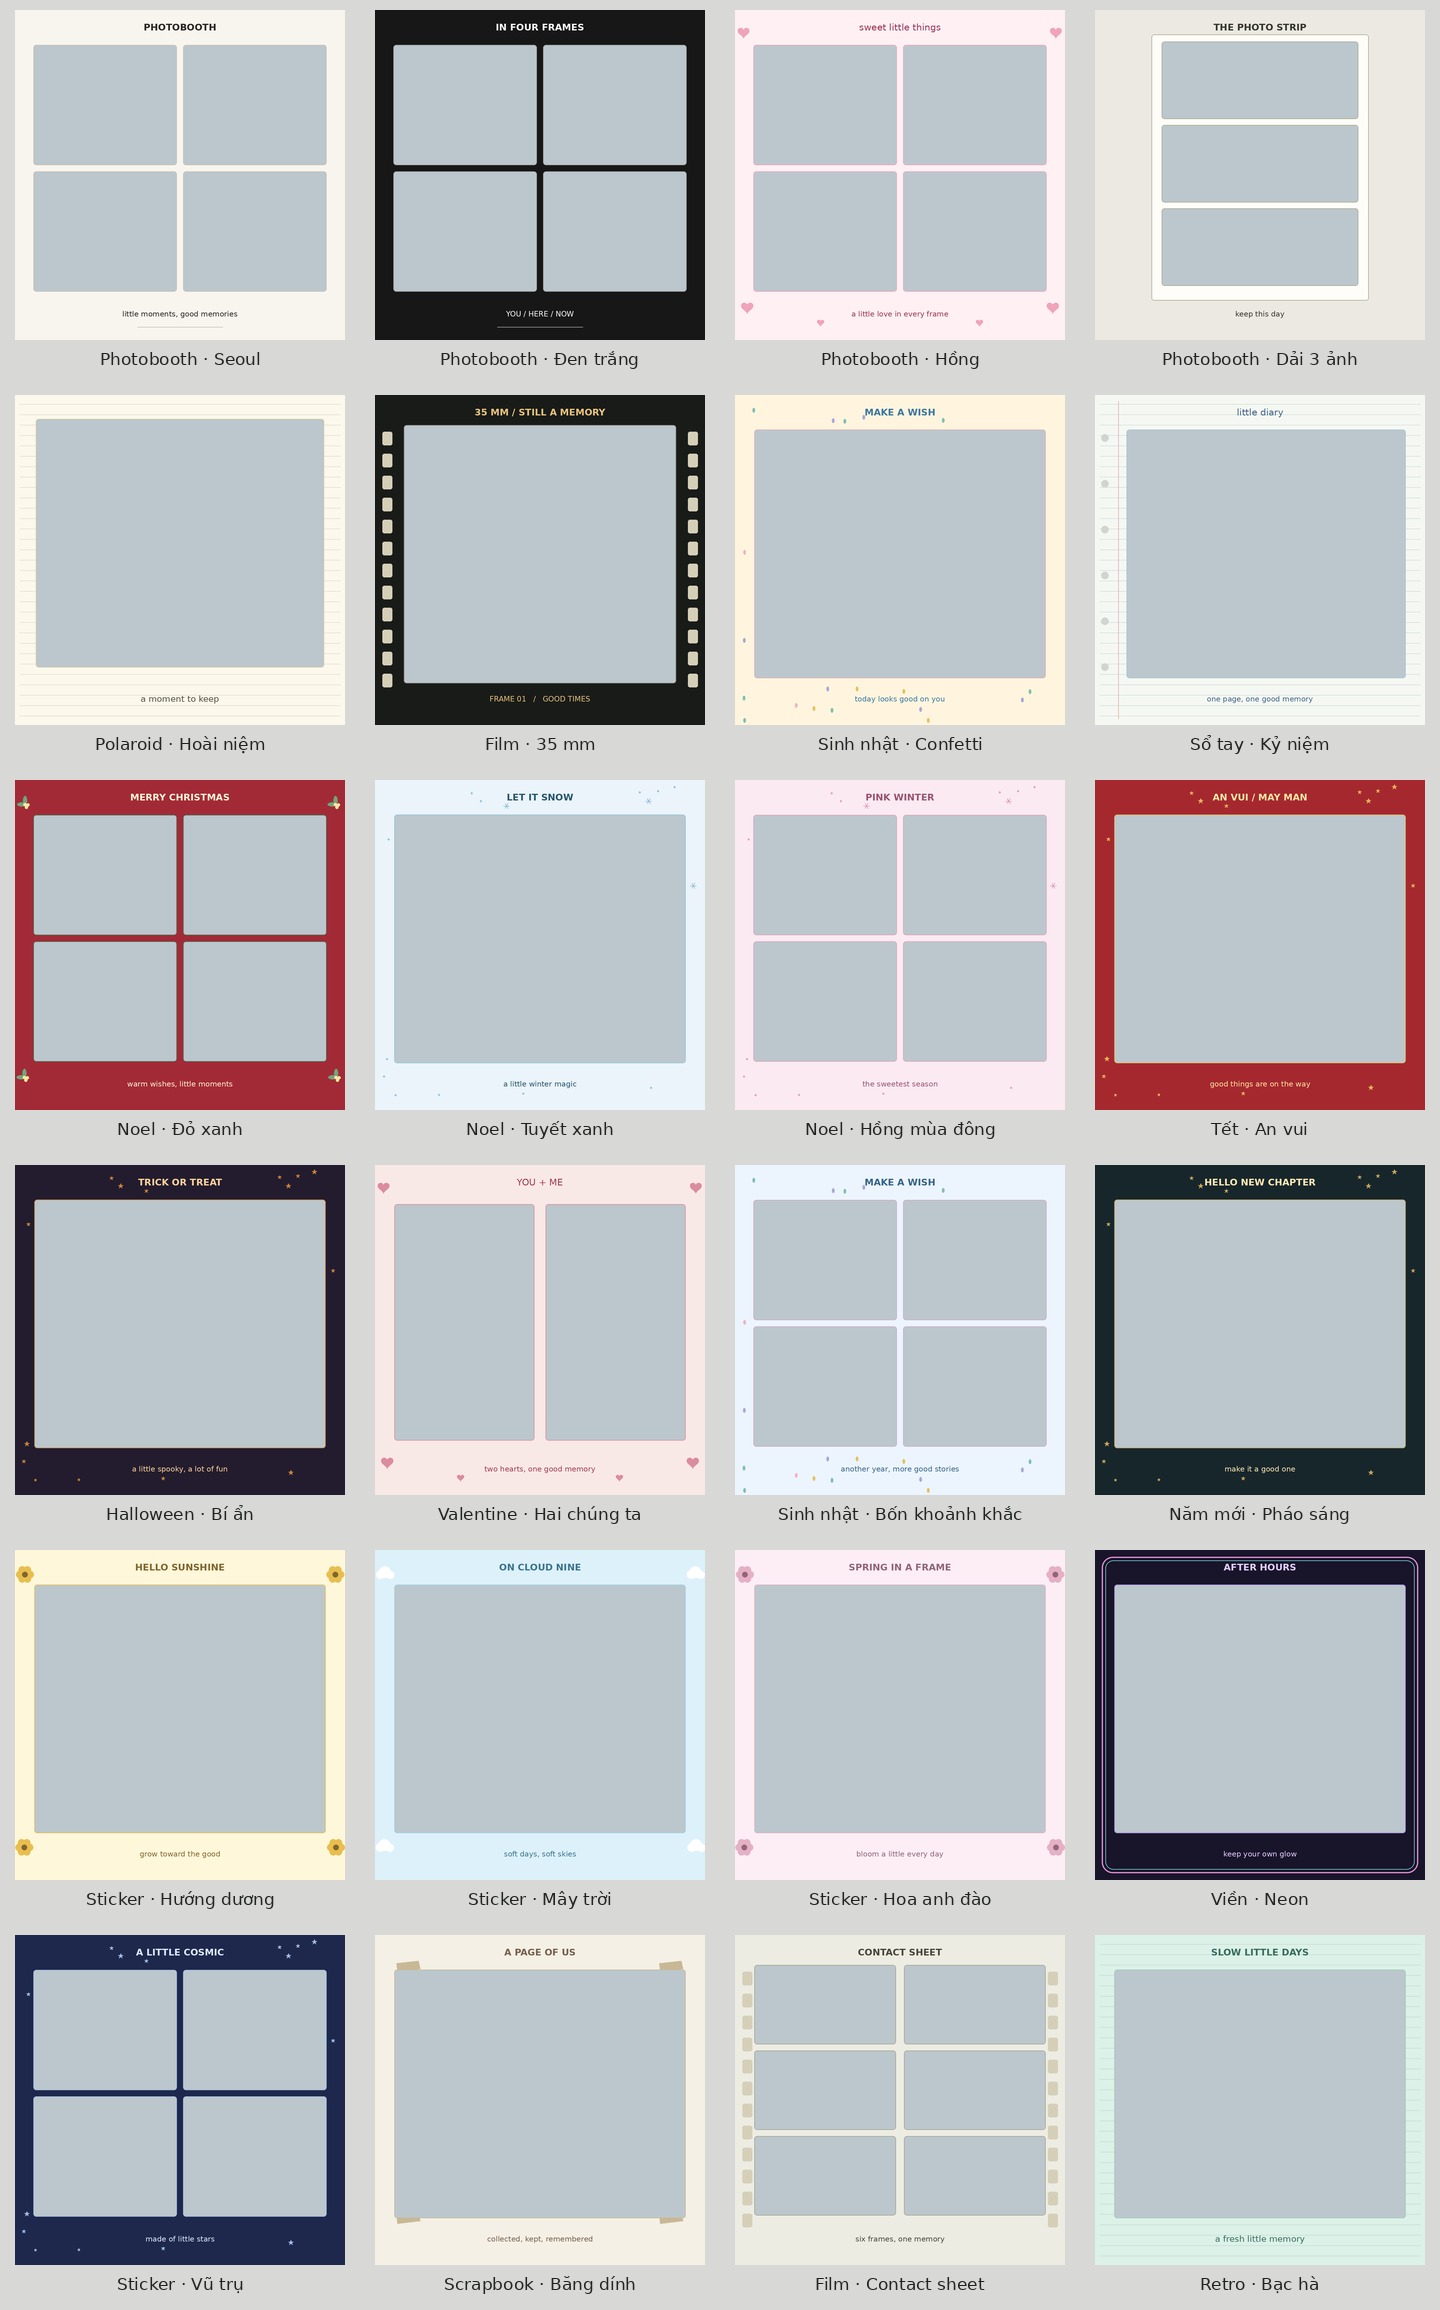 PHOTOBOOTH
little moments, good memories
Photobooth · Seoul
IN FOUR FRAMES
YOU / HERE / NOW
Photobooth · Đen trắng
sweet little things
a little love in every frame
Photobooth · Hồng
THE PHOTO STRIP
keep this day
Photobooth · Dải 3 ảnh
a moment to keep
Polaroid · Hoài niệm
35 MM / STILL A MEMORY
FRAME 01 / GOOD TIMES
Film · 35 mm
MAKE A WISH
today looks good on you
Sinh nhật · Confetti
little diary
one page, one good memory
Sổ tay · Kỷ niệm
MERRY CHRISTMAS
warm wishes, little moments
Noel · Đỏ xanh
LET IT SNOW
a little winter magic
Noel · Tuyết xanh
PINK WINTER
the sweetest season
Noel · Hồng mùa đông
AN VUI / MAY MAN
good things are on the way
Tết · An vui
TRICK OR TREAT
a little spooky, a lot of fun
Halloween · Bí ẩn
YOU + ME
two hearts, one good memory
Valentine · Hai chúng ta
MAKE A WISH
another year, more good stories
Sinh nhật · Bốn khoảnh khắc
HELLO NEW CHAPTER
make it a good one
Năm mới · Pháo sáng
HELLO SUNSHINE
grow toward the good
Sticker · Hướng dương
ON CLOUD NINE
soft days, soft skies
Sticker · Mây trời
SPRING IN A FRAME
bloom a little every day
Sticker · Hoa anh đào
AFTER HOURS
keep your own glow
Viền · Neon
A LITTLE COSMIC
made of little stars
Sticker · Vũ trụ
A PAGE OF US
collected, kept, remembered
Scrapbook · Băng dính
CONTACT SHEET
six frames, one memory
Film · Contact sheet
SLOW LITTLE DAYS
a fresh little memory
Retro · Bạc hà